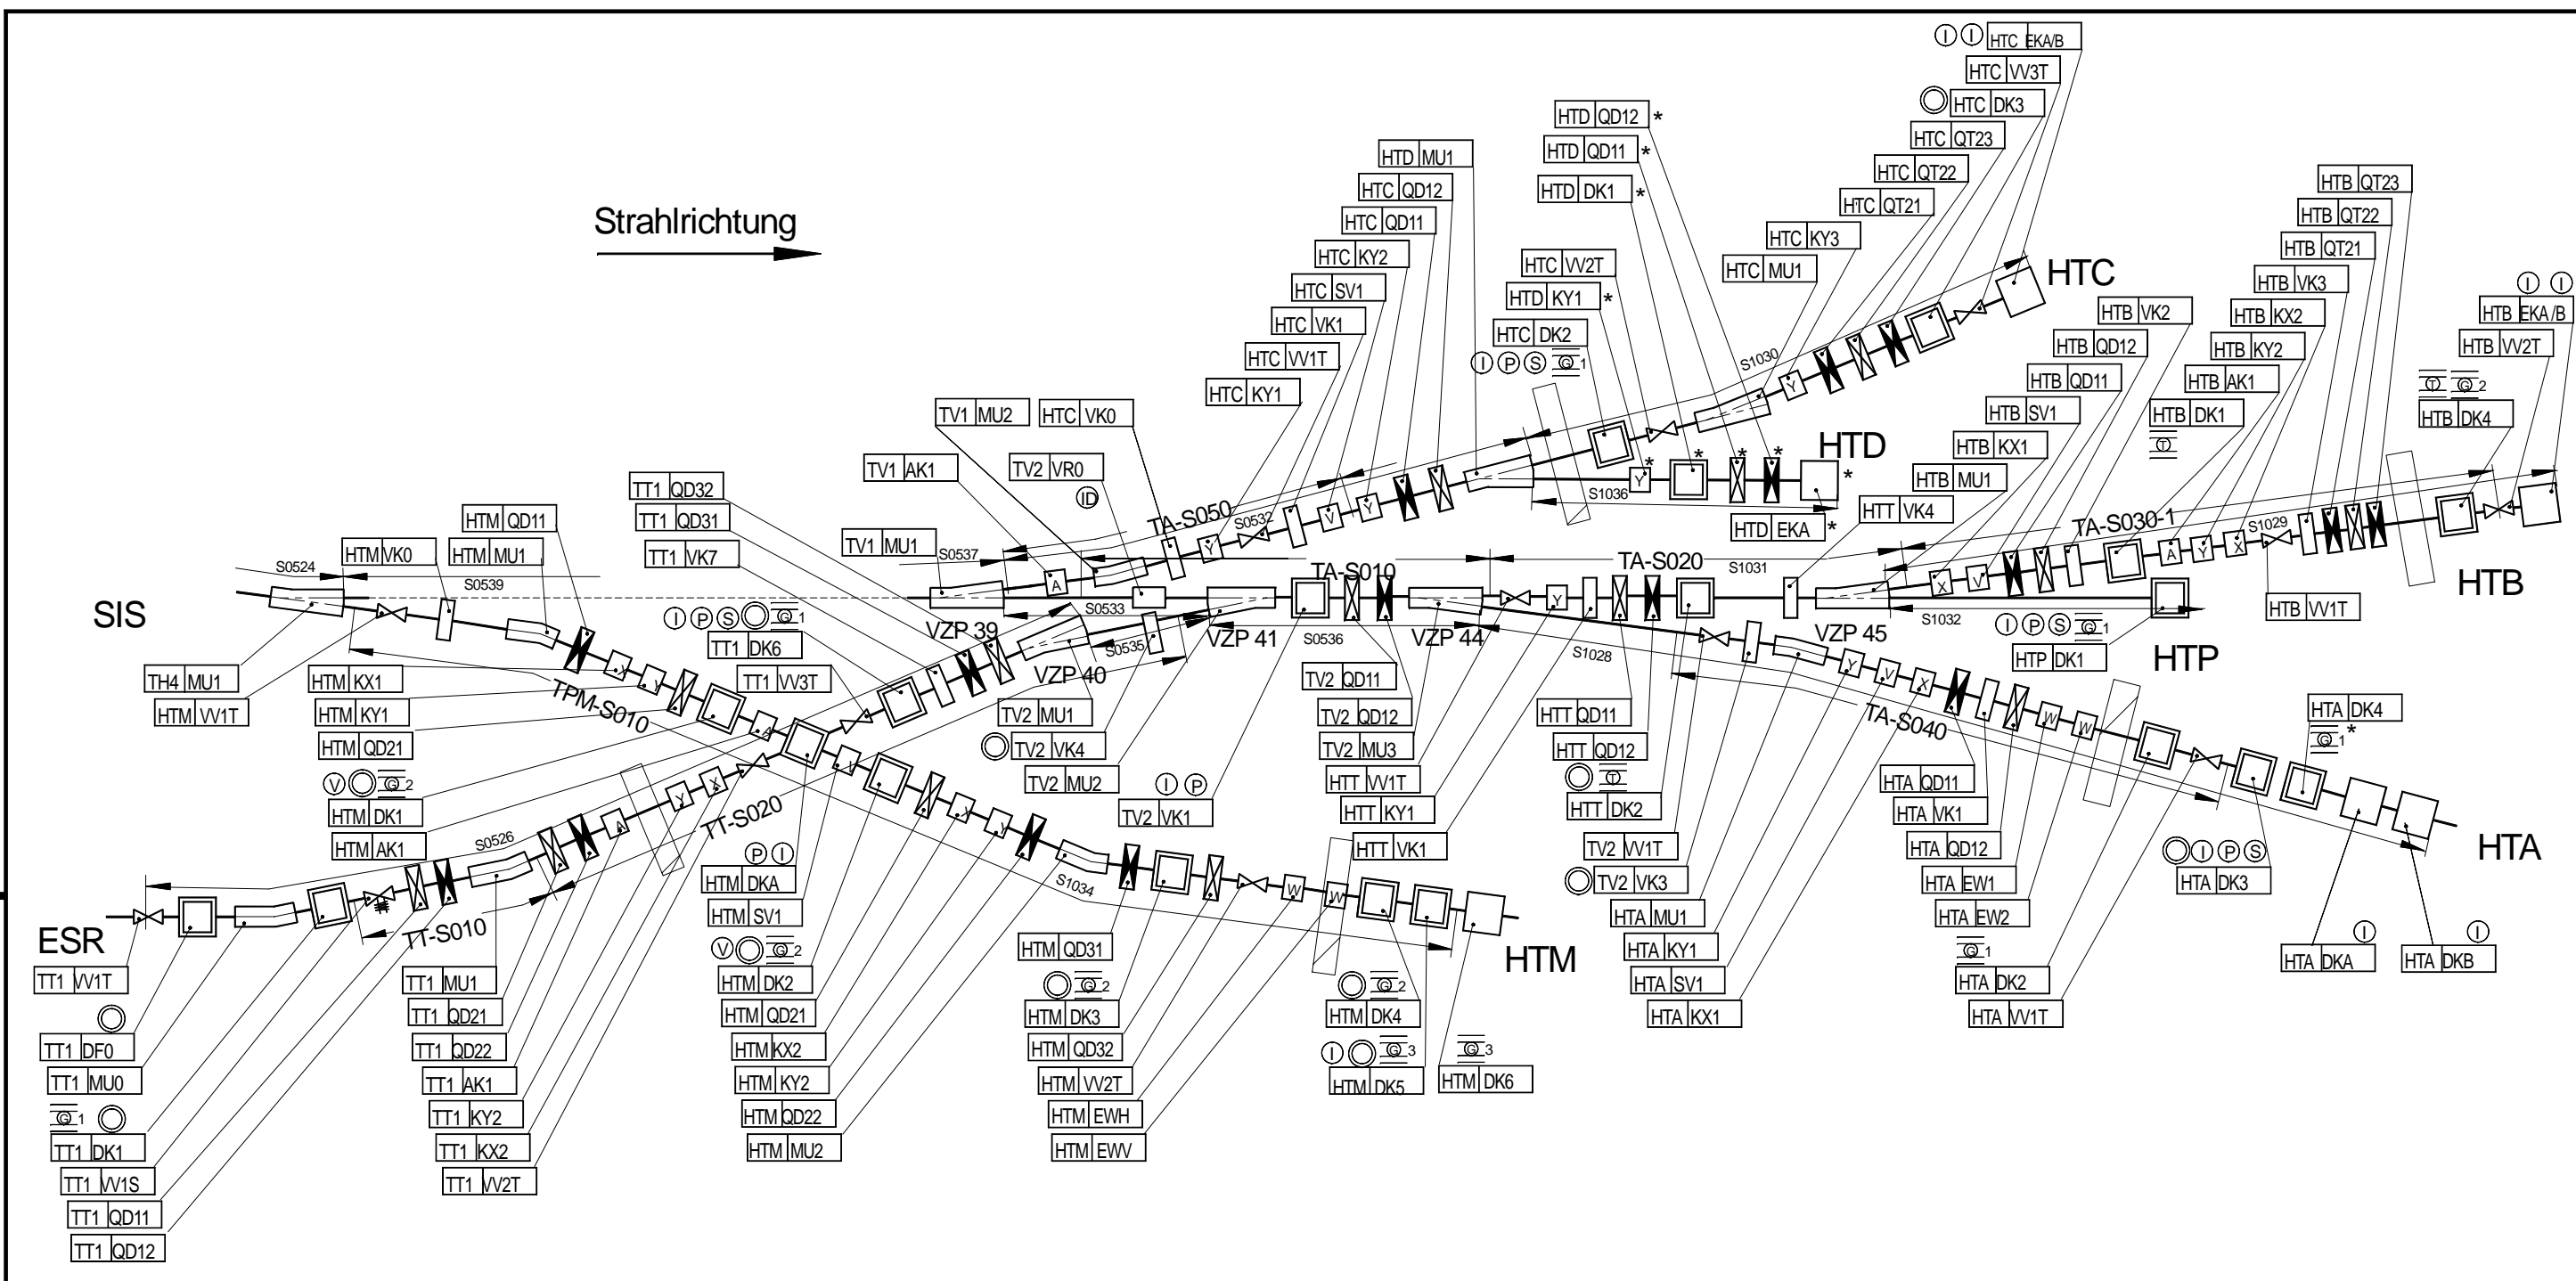 HTC EKA/B
HTC VV3T
HTC DK3
HTD QD12 *
HTC QT23
HTD QD11 *
HTD MU1
HTC QT22
HTC QD12
HTD DK1 *
HTC QT21
HTB QT23
Strahlrichtung
HTC QD11
HTC KY3
HTB QT22
HTC KY2
HTC VV2T
HTC MU1
HTB QT21
HTC SV1
HTD KY1 *
HTC
HTB VK3
HTC VK1
HTC DK2
HTB VK2
HTB KX2
HTB EKA/B
HTC VV1T
I P S G 1
S1030
HTB QD12
HTB KY2
HTB VV2T
HTC KY1
HTB QD11
HTB AK1
T G 2
TV1 MU2
HTC VK0
HTB SV1
HTB DK1
HTB DK4
T
TV1 AK1
TV2 VR0
HTD
HTB KX1
ID
HTB MU1
TT1 QD32
S1036
HTT VK4
TT1 QD31
HTM QD11
TA-S050
S0532
HTD EKA *
TA-S030-1
S1029
HTM VK0
HTM MU1
TT1 VK7
TV1 MU1
S0537
S0524
S0539
TA-S010
TA-S020
S1031
HTB
SIS
I P S G 1
S0533
S0536
S1032
HTB VV1T
VZP 39
VZP 41
VZP 44
VZP 45
I P S G 1
TT1 DK6
S0535
S1028
HTP DK1
HTP
TH4 MU1
HTM KX1
TT1 VV3T
VZP 40
TV2 QD11
HTM VV1T
HTM KY1
TPM-S010
TV2 MU1
TV2 QD12
HTT QD11
TA-S040
HTA DK4
HTM QD21
TV2 VK4
TV2 MU3
HTT QD12
G 1 *
V G 2
TV2 MU2
HTT VV1T
T
HTA QD11
HTM DK1
I P
HTT KY1
HTT DK2
HTA VK1
HTM AK1
S0526
TT-S020
TV2 VK1
HTT VK1
TV2 VV1T
HTA QD12
HTA
P I
I P S
HTM DKA
S1034
TV2 VK3
HTA EW1
HTA DK3
HTM SV1
HTA MU1
HTA EW2
ESR
TT-S010
V G 2
HTM QD31
HTM
HTA KY1
G 1
I
I
TT1 VV1T
TT1 MU1
HTM DK2
G 2
G 2
HTA SV1
HTA DK2
HTA DKA
HTA DKB
TT1 QD21
HTM QD21
HTM DK3
HTM DK4
HTA KX1
HTA VV1T
TT1 DF0
TT1 QD22
HTM KX2
HTM QD32
I G 3
G 3
TT1 MU0
TT1 AK1
HTM KY2
HTM VV2T
HTM DK5
HTM DK6
G 1
TT1 KY2
HTM QD22
HTM EWH
TT1 DK1
TT1 KX2
HTM MU2
HTM EWV
TT1 VV1S
TT1 VV2T
TT1 QD11
TT1 QD12